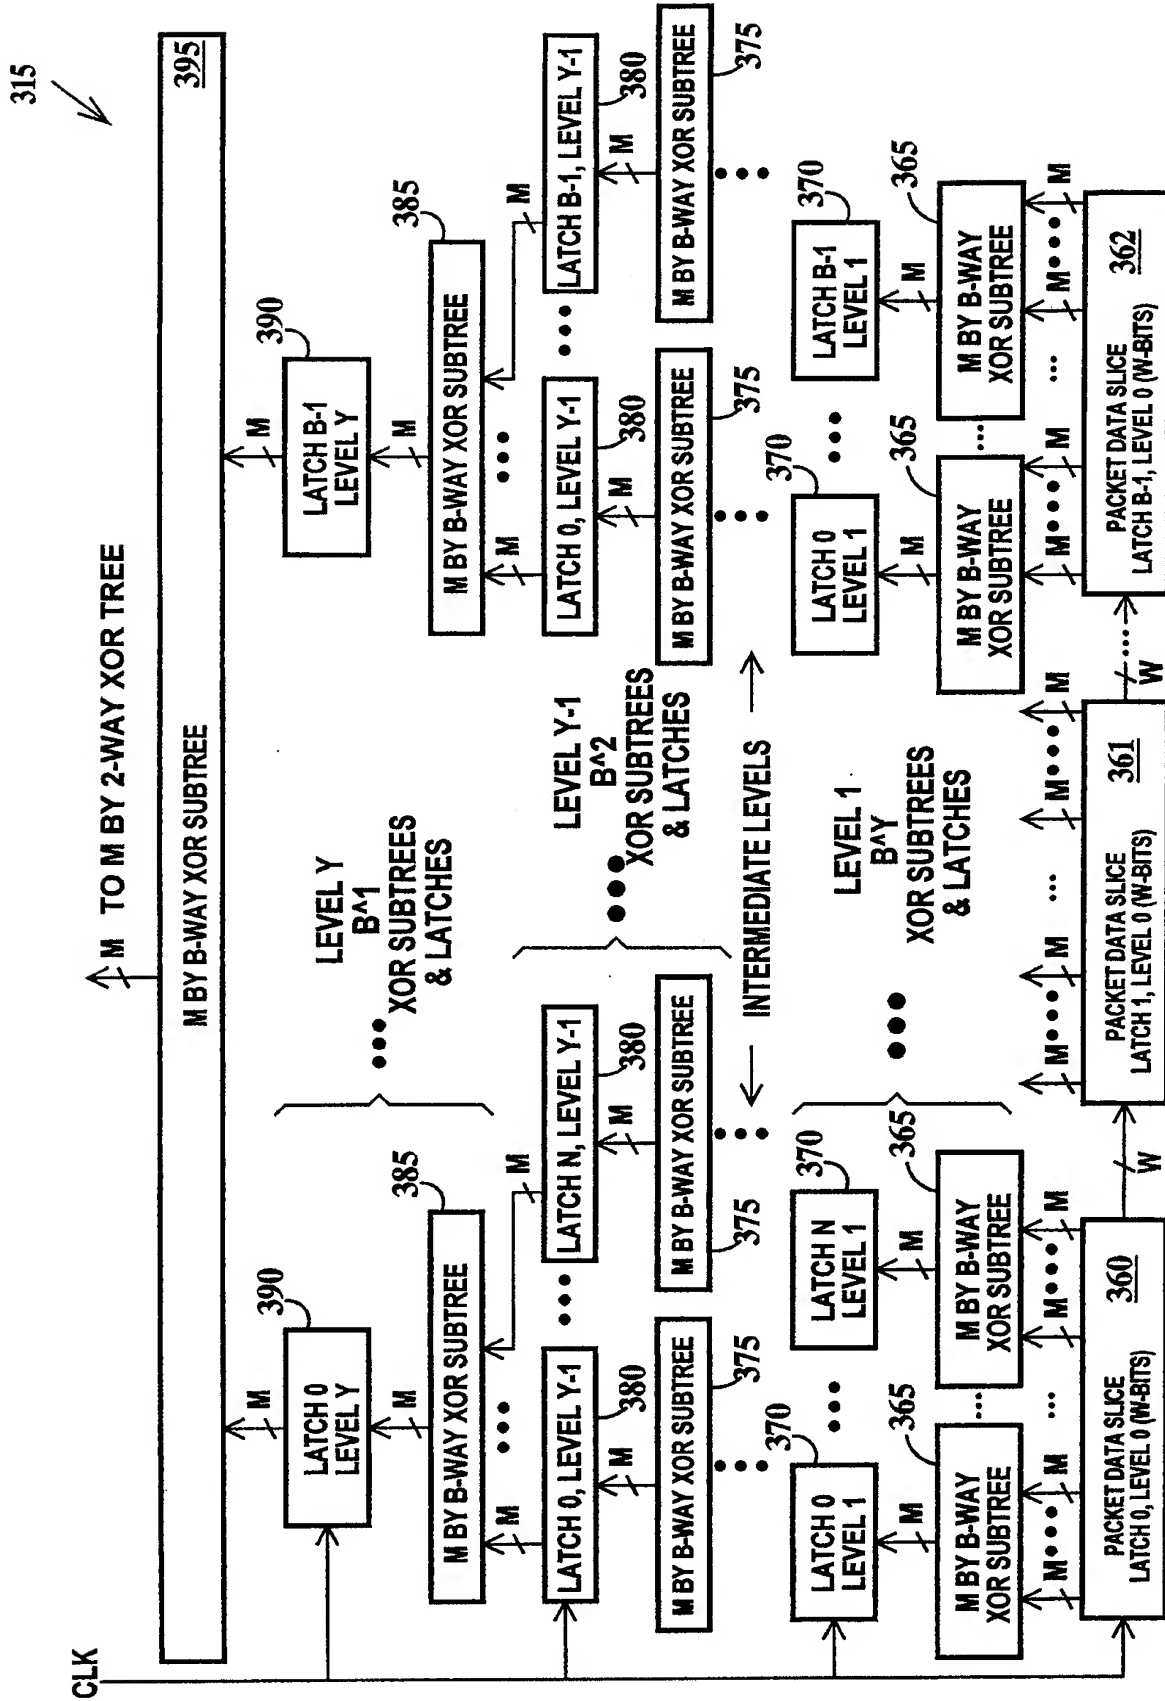 315
CLK
M TO M BY 2-WAY XOR TREE
M BY B-WAY XOR SUBTREE
395
M
M
LATCH 0
LEVEL Y
390
LEVEL Y
B^1
XOR SUBTREES
& LATCHES
LATCH B-1
LEVEL Y
390
M
M
M BY B-WAY XOR SUBTREE
385
M BY B-WAY XOR SUBTREE
385
M
M
M
M
LATCH 0, LEVEL Y-1
380
LATCH N, LEVEL Y-1
380
LEVEL Y-1
B^2
XOR SUBTREES
& LATCHES
LATCH 0, LEVEL Y-1
380
LATCH B-1, LEVEL Y-1
380
M
M
M
M
M BY B-WAY XOR SUBTREE
375
M BY B-WAY XOR SUBTREE
375
M BY B-WAY XOR SUBTREE
375
M BY B-WAY XOR SUBTREE
375
INTERMEDIATE LEVELS
LATCH 0
LEVEL 1
370
LATCH N
LEVEL 1
370
LEVEL 1
B^Y
XOR SUBTREES
& LATCHES
LATCH 0
LEVEL 1
370
LATCH B-1
LEVEL 1
370
M
M
M
M
M BY B-WAY
XOR SUBTREE
365
...
M BY B-WAY
XOR SUBTREE
365
M BY B-WAY
XOR SUBTREE
365
...
M BY B-WAY
XOR SUBTREE
365
M•••• M ... M•••• M
M•••• M ... M•••• M
M•••• M ... M•••• M
PACKET DATA SLICE
LATCH 0, LEVEL 0 (W-BITS)
360
W
PACKET DATA SLICE
LATCH 1, LEVEL 0 (W-BITS)
361
W
...
PACKET DATA SLICE
LATCH B-1, LEVEL 0 (W-BITS)
362